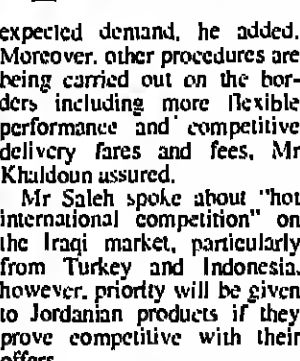 expected demand, he added.
Moreover, other procedures are
being carried out on the bor-
ders including more flexible
performance and competitive
delivery fares and fees, Mr
Khaldoun assured.
Mr Saleh spoke about "hot
international competition" on
the Iraqi market, particularly
from Turkey and Indonesia,
however, priority will be given
to Jordanian products if they
prove competitive with their
offers